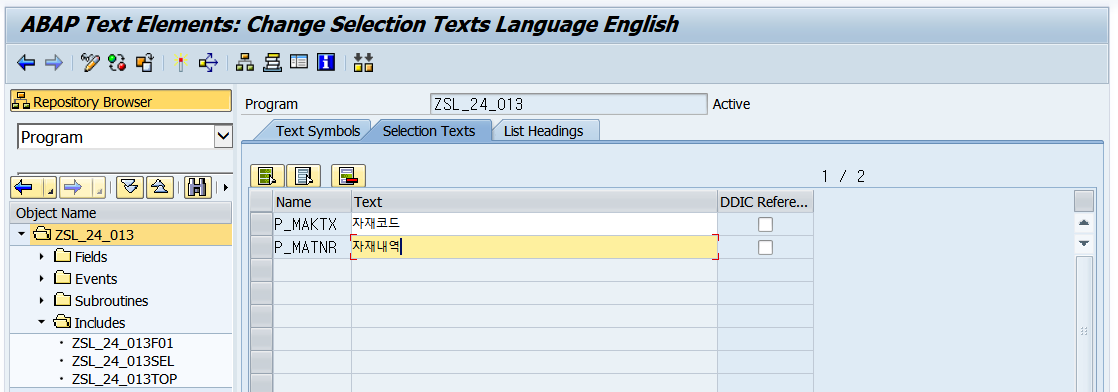 ABAP Text Elements: Change Selection Texts Language English
Repository Browser
Program
Object Name
ZSL_24_013
Fields
Events
Subroutines
Includes
ZSL_24_013F01
ZSL_24_013SEL
ZSL_24_013TOP
Program ZSL_24_013 Active
Text Symbols Selection Texts List Headings
1 / 2
Name Text DDIC Refere...
P_MAKTX 자재코드
P_MATNR 자재내역